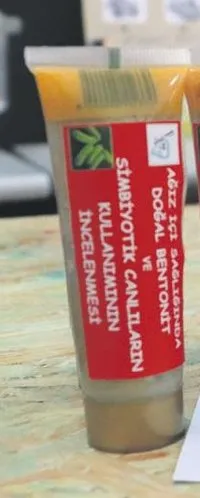 AĞIZ İÇİ SAĞLIĞINDA
DOĞAL BENTONİT
VE
SİMBİYOTİK CANLILARIN
KULLANIMININ
İNCELENMESİ